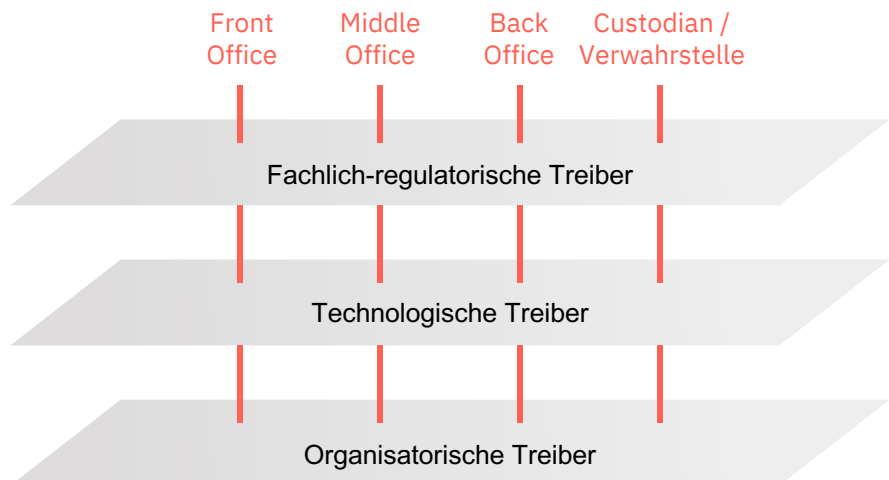 Front Office
Middle Office
Back Office
Custodian / Verwahrstelle
Fachlich-regulatorische Treiber
Technologische Treiber
Organisatorische Treiber